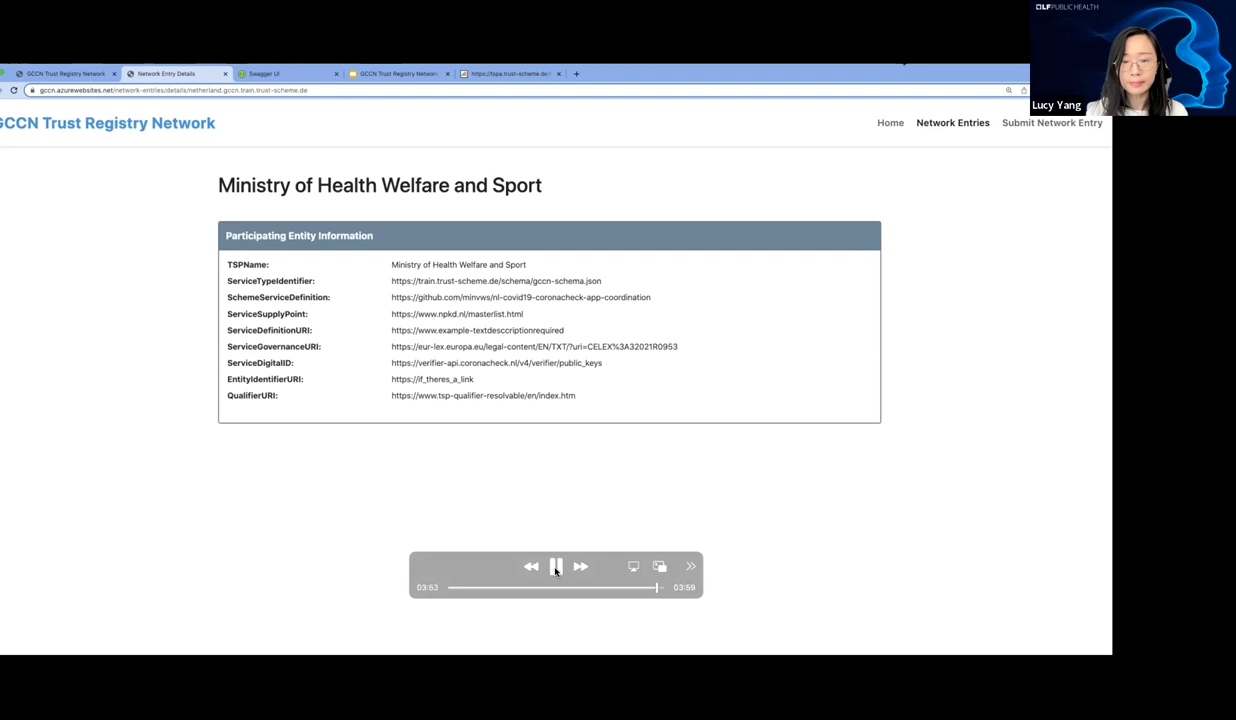 LF PUBLIC HEALTH
GCCN Trust Registry Network
Network Entry Details
Swagger UI
GCCN Trust Registry Network
https://tspa.trust-scheme.de
gccn.azurewebsites.net/network-entries/details/netherland.gccn.train.trust-scheme.de
Lucy Yang
GCCN Trust Registry Network
Home
Network Entries
Submit Network Entry
Ministry of Health Welfare and Sport
Participating Entity Information
TSPName: Ministry of Health Welfare and Sport
ServiceTypeIdentifier: https://train.trust-scheme.de/schema/gccn-schema.json
SchemeServiceDefinition: https://github.com/minvws/nl-covid19-coronacheck-app-coordination
ServiceSupplyPoint: https://www.npkd.nl/masterlist.html
ServiceDefinitionURI: https://www.example-textdesccriptionrequired
ServiceGovernanceURI: https://eur-lex.europa.eu/legal-content/EN/TXT/?uri=CELEX%3A32021R0953
ServiceDigitalID: https://verifier-api.coronacheck.nl/v4/verifier/public_keys
EntityIdentifierURI: https://if_theres_a_link
QualifierURI: https://www.tsp-qualifier-resolvable/en/index.htm
03:53
03:59